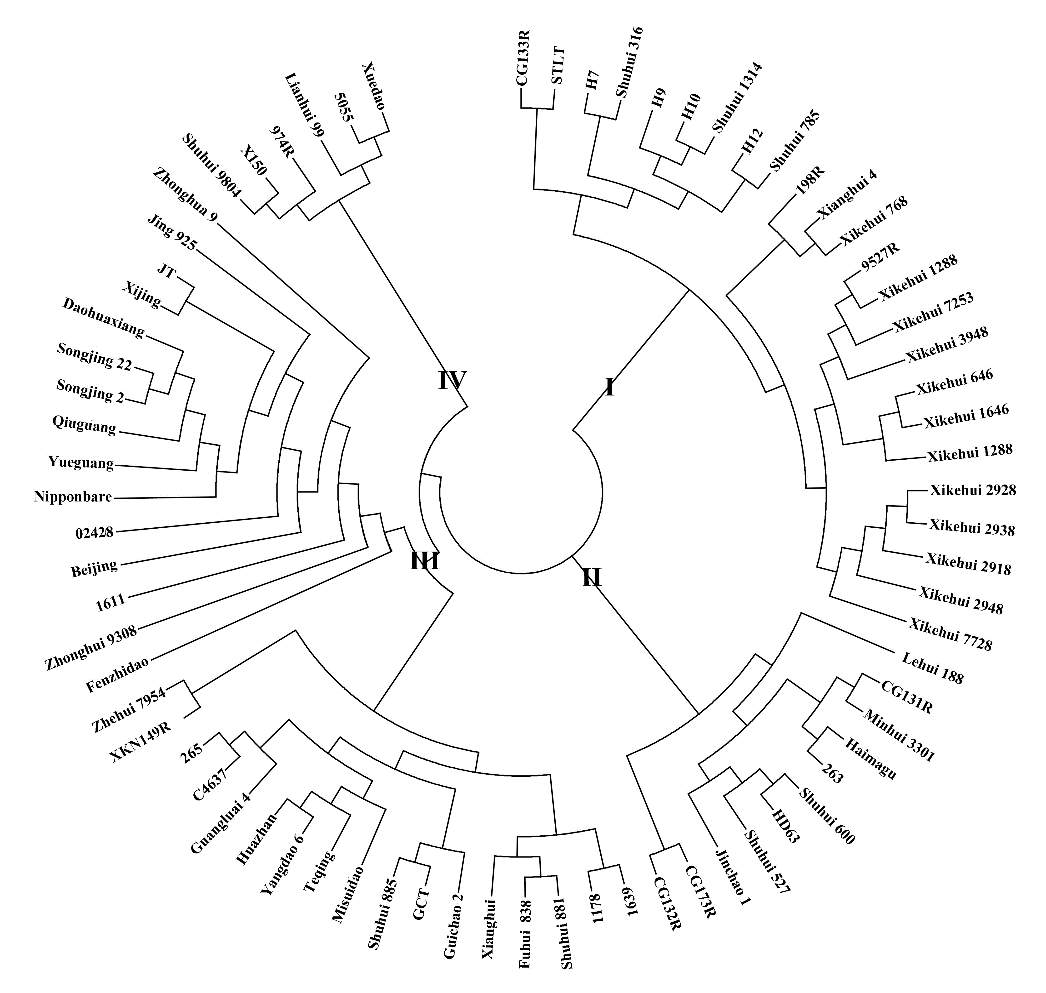 CG133R
STLT
H7
Shuhui 316
H9
H10
Shuhui 1314
H12
Shuhui 785
198R
Xianghui 4
Xikehui 768
9527R
Xikehui 1288
Xikehui 7253
Xikehui 3948
Xikehui 646
Xikehui 1646
Xikehui 1288
Xikehui 2928
Xikehui 2938
Xikehui 2918
Xikehui 2948
Xikehui 7728
Lehui 188
CG131R
Minhui 3301
Haimagu
263
Shuhui 600
HD63
Shuhui 527
Jinchao 1
CG173R
CG132R
1639
1178
Shuhui 881
Fuhui 838
Xianghui
Guichao 2
GCT
Shuhui 885
Misuidao
Teqing
Yangdao 6
Huazhan
Guangluai 4
C4637
265
XKN149R
Zhehui 7954
Fenzhidao
Zhonghui 9308
1611
Beijing
02428
Nipponbare
Yueguang
Qiuguang
Songjing 2
Songjing 22
Daohuaxiang
Xijing
JT
Jing 925
Zhonghua 9
Shuhui 9804
X150
974R
Lianhui 99
5055
Xuedao
I
II
III
IV